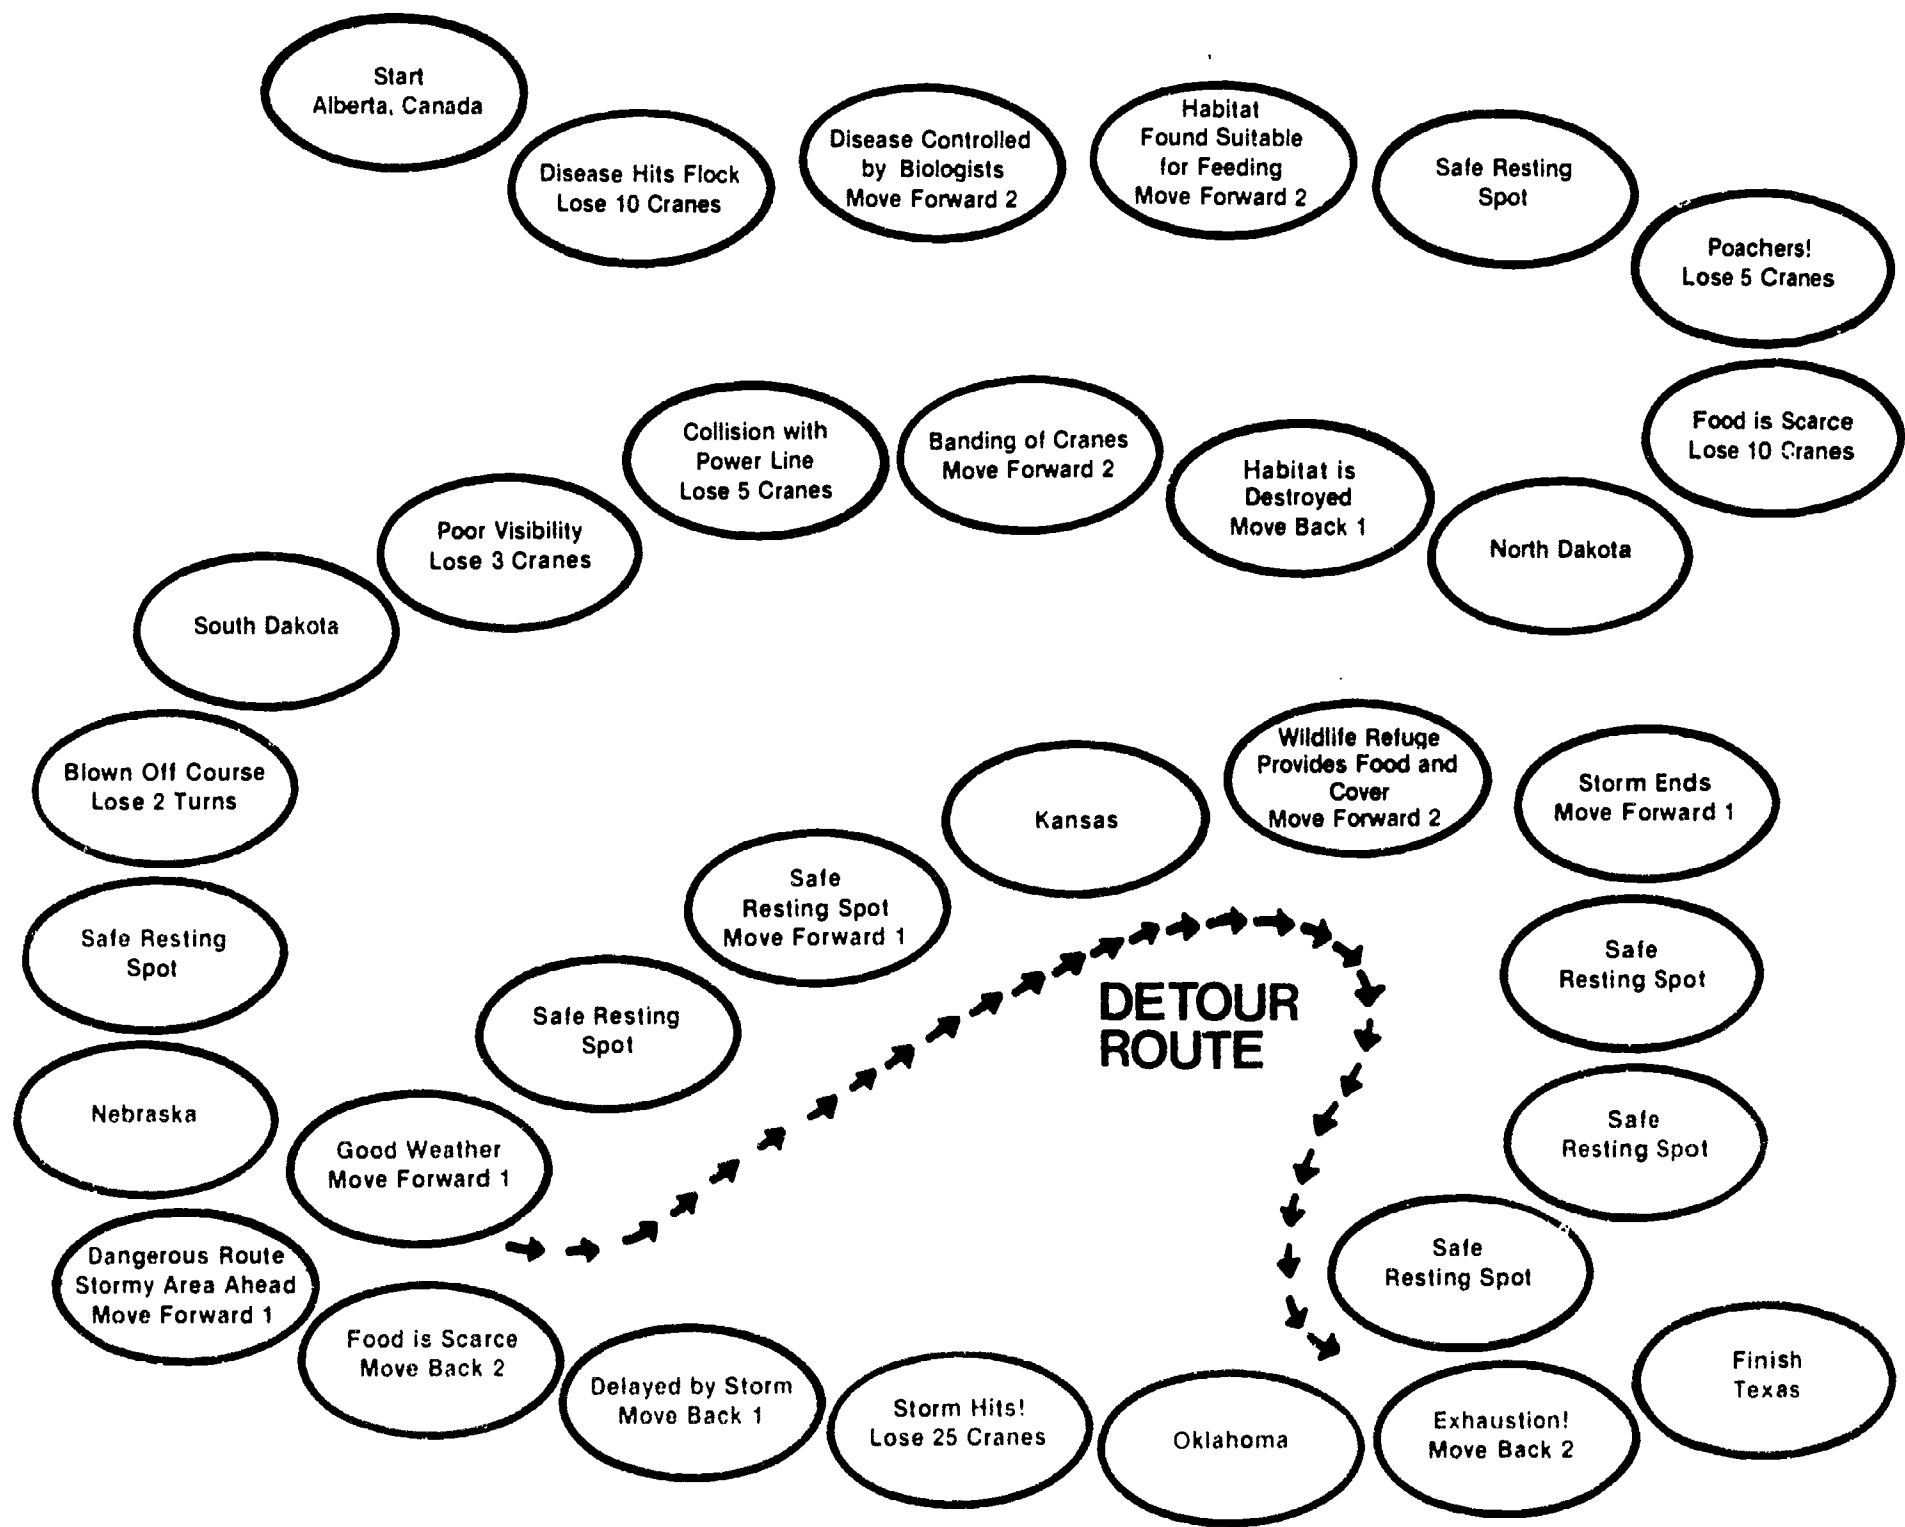 Start
Alberta, Canada
Disease Hits Flock
Lose 10 Cranes
Disease Controlled
by Biologists
Move Forward 2
Habitat
Found Suitable
for Feeding
Move Forward 2
Safe Resting
Spot
Poachers!
Lose 5 Cranes
Food is Scarce
Lose 10 Cranes
North Dakota
Habitat is
Destroyed
Move Back 1
Banding of Cranes
Move Forward 2
Collision with
Power Line
Lose 5 Cranes
Poor Visibility
Lose 3 Cranes
South Dakota
Blown Off Course
Lose 2 Turns
Safe Resting
Spot
Nebraska
Dangerous Route
Stormy Area Ahead
Move Forward 1
Good Weather
Move Forward 1
Safe Resting
Spot
Safe
Resting Spot
Move Forward 1
Kansas
Wildlife Refuge
Provides Food and
Cover
Move Forward 2
Storm Ends
Move Forward 1
Safe
Resting Spot
Safe
Resting Spot
Safe
Resting Spot
DETOUR
ROUTE
Food is Scarce
Move Back 2
Delayed by Storm
Move Back 1
Storm Hits!
Lose 25 Cranes
Oklahoma
Exhaustion!
Move Back 2
Finish
Texas